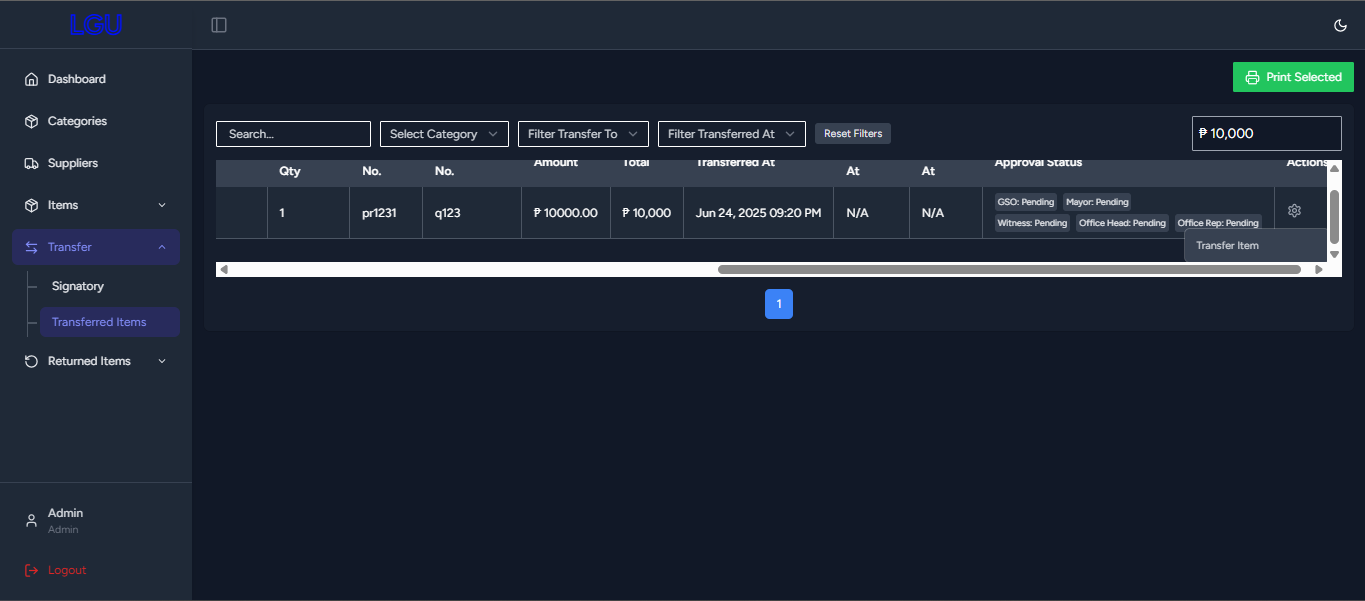 LGU
Dashboard
Categories
Suppliers
Items
Transfer
Signatory
Transferred Items
Returned Items
Admin
Admin
Logout
Print Selected
Search...
Select Category
Filter Transfer To
Filter Transferred At
Reset Filters
₱ 10,000
Qty
No.
No.
Amount
Total
Transferred At
At
At
Approval Status
Actions
1
pr1231
q123
₱ 10000.00
₱ 10,000
Jun 24, 2025 09:20 PM
N/A
N/A
GSO: Pending Mayor: Pending
Witness: Pending Office Head: Pending Office Rep: Pending
Transfer Item
1